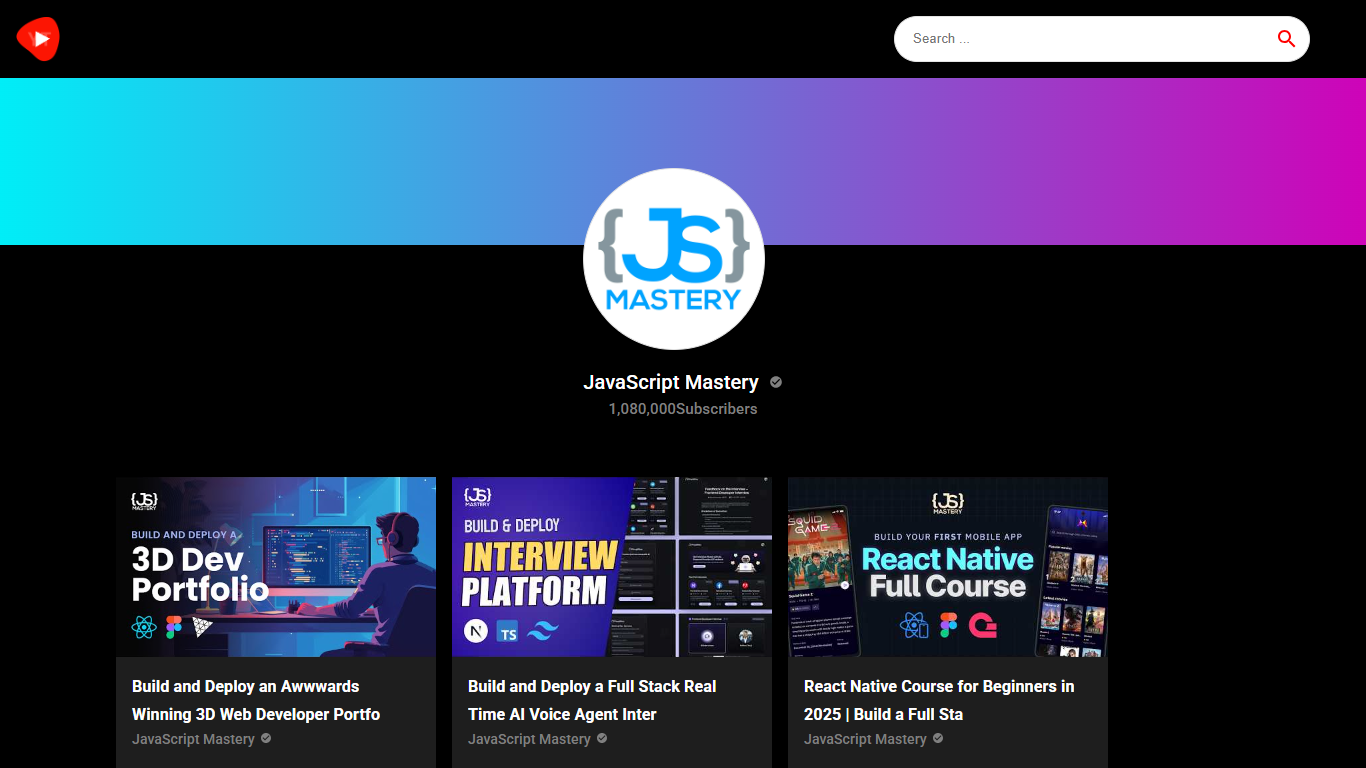 Search ...
{JS}
MASTERY
JavaScript Mastery
1,080,000Subscribers
{JS}
MASTERY
BUILD AND DEPLOY A
3D Dev
Portfolio
{JS}
MASTERY
BUILD & DEPLOY
INTERVIEW
PLATFORM
N
TS
{JS}
MASTERY
SQUID
GAME
BUILD YOUR FIRST MOBILE APP
React Native
Full Course
Build and Deploy an Awwwards
Winning 3D Web Developer Portfo
JavaScript Mastery
Build and Deploy a Full Stack Real
Time AI Voice Agent Inter
JavaScript Mastery
React Native Course for Beginners in
2025 | Build a Full Sta
JavaScript Mastery